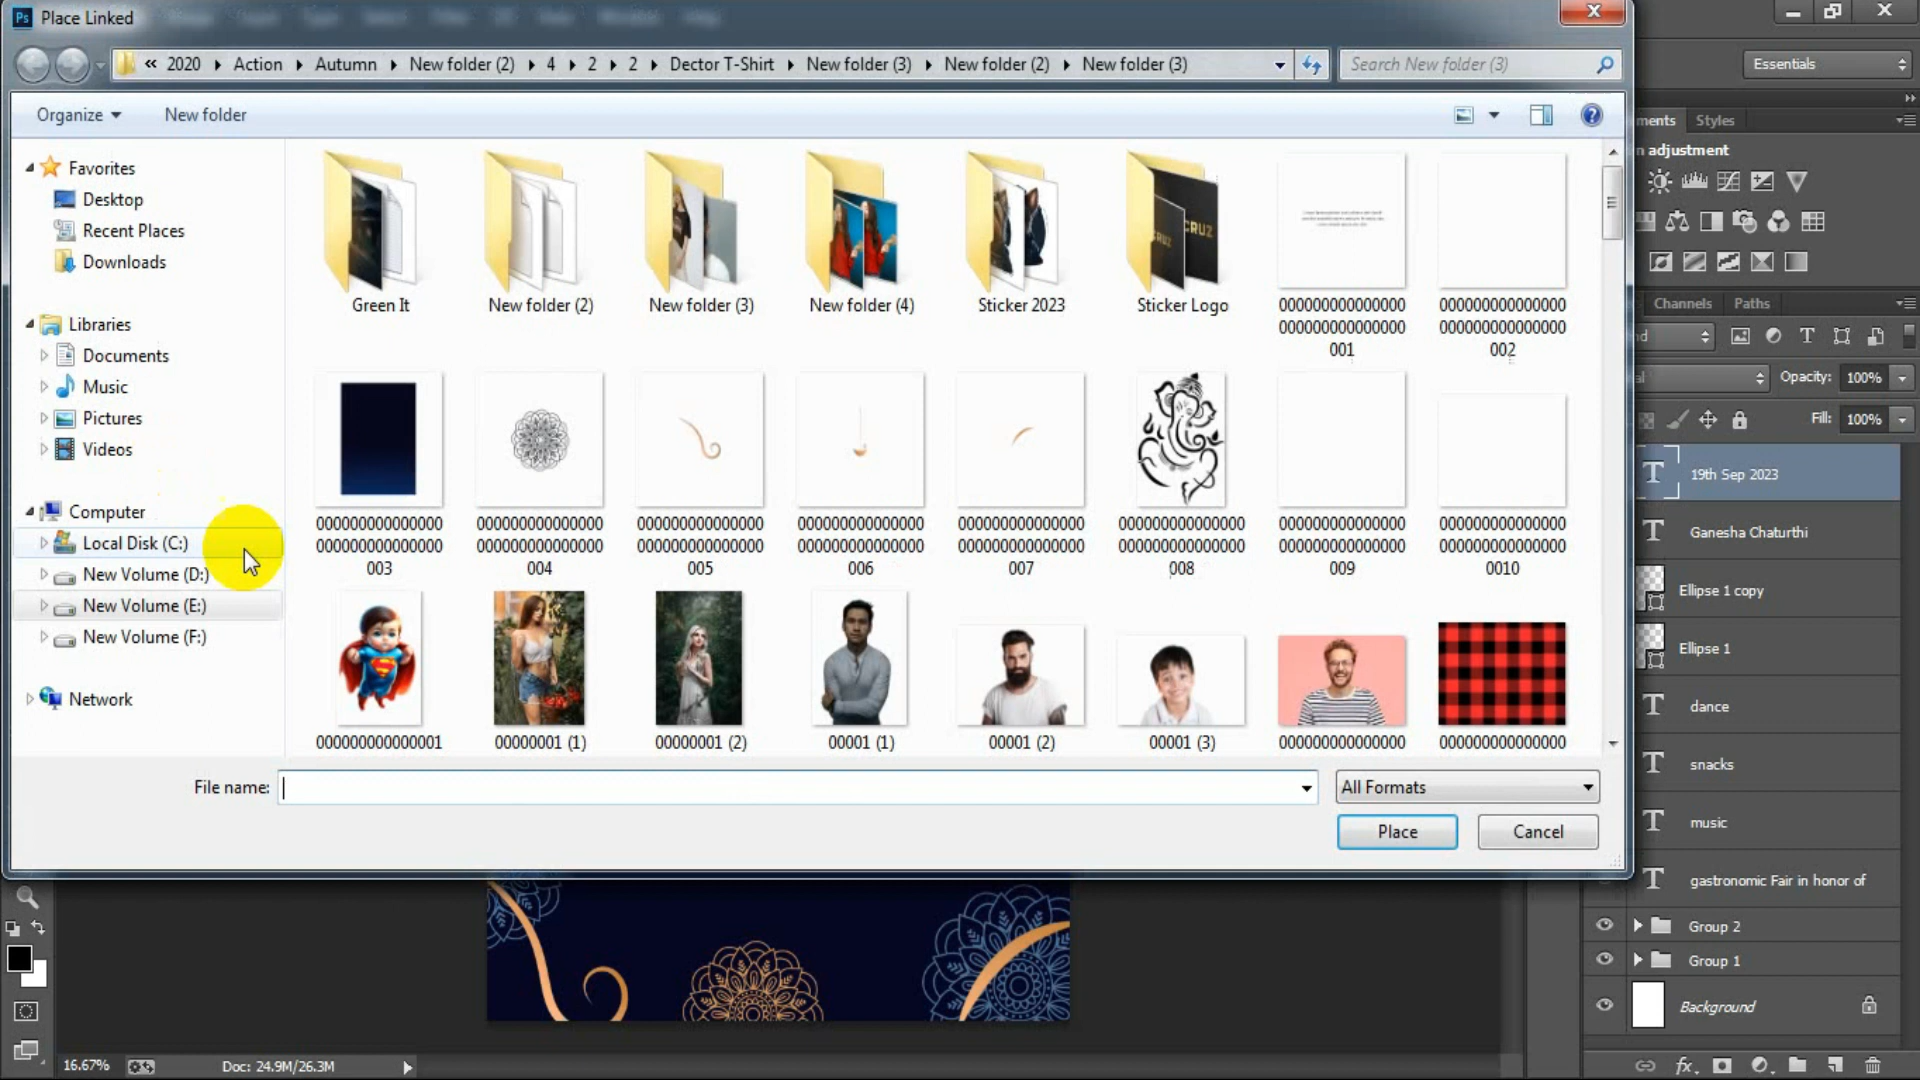 Place Linked
« 2020 Action Autumn New folder (2) 4 2 2 Dector T-Shirt New folder (3) New folder (2) New folder (3)
Search New folder (3)
Essentials
Organize
New folder
Styles
n adjustment
Favorites
Desktop
Recent Places
Downloads
Libraries
Documents
Music
Pictures
Videos
Computer
Local Disk (C:)
New Volume (D:)
New Volume (E:)
New Volume (F:)
Network
Green It
New folder (2)
New folder (3)
New folder (4)
Sticker 2023
Sticker Logo
000000000000000
000000000000000
001
000000000000000
000000000000000
002
000000000000000
000000000000000
003
000000000000000
000000000000000
004
000000000000000
000000000000000
005
000000000000000
000000000000000
006
000000000000000
000000000000000
007
000000000000000
000000000000000
008
000000000000000
000000000000000
009
000000000000000
000000000000000
0010
000000000000001
00000001 (1)
00000001 (2)
00001 (1)
00001 (2)
00001 (3)
000000000000000
000000000000000
File name:
All Formats
Place
Cancel
ments
Channels
Paths
Opacity: 100%
Fill: 100%
19th Sep 2023
Ganesha Chaturthi
Ellipse 1 copy
Ellipse 1
dance
snacks
music
gastronomic Fair in honor of
Group 2
Group 1
Background
16.67%
Doc: 24.9M/26.3M